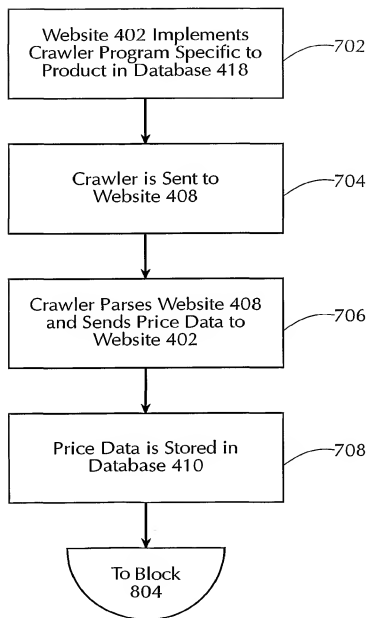 Website 402 Implements
Crawler Program Specific to
Product in Database 418
702
Crawler is Sent to
Website 408
704
Crawler Parses Website 408
and Sends Price Data to
Website 402
706
Price Data is Stored in
Database 410
708
To Block
804